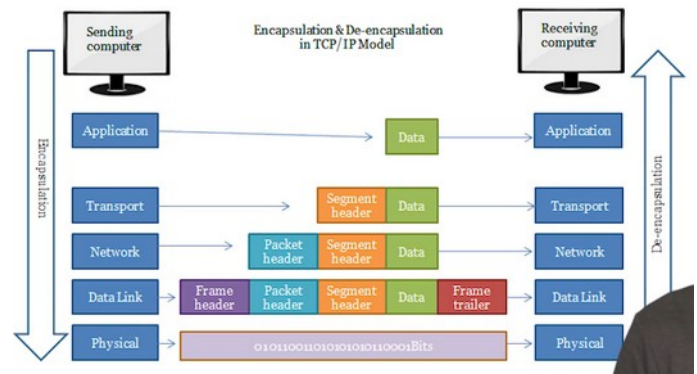 Sending
computer
Encapsulation & De-encapsulation
in TCP/IP Model
Receiving
computer
Encapsulation
De-encapsulation
Application
Data
Application
Transport
Segment
header
Data
Transport
Network
Packet
header
Segment
header
Data
Network
Data Link
Frame
header
Packet
header
Segment
header
Data
Frame
trailer
Data Link
Physical
Bits
Physical